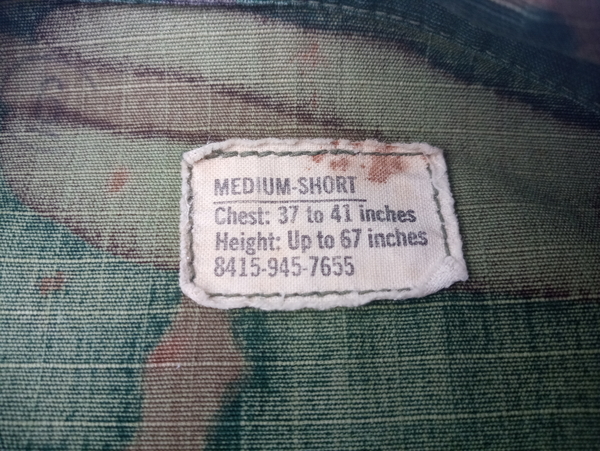 MEDIUM-SHORT
Chest: 37 to 41 inches
Height: Up to 67 inches
8415-945-7655